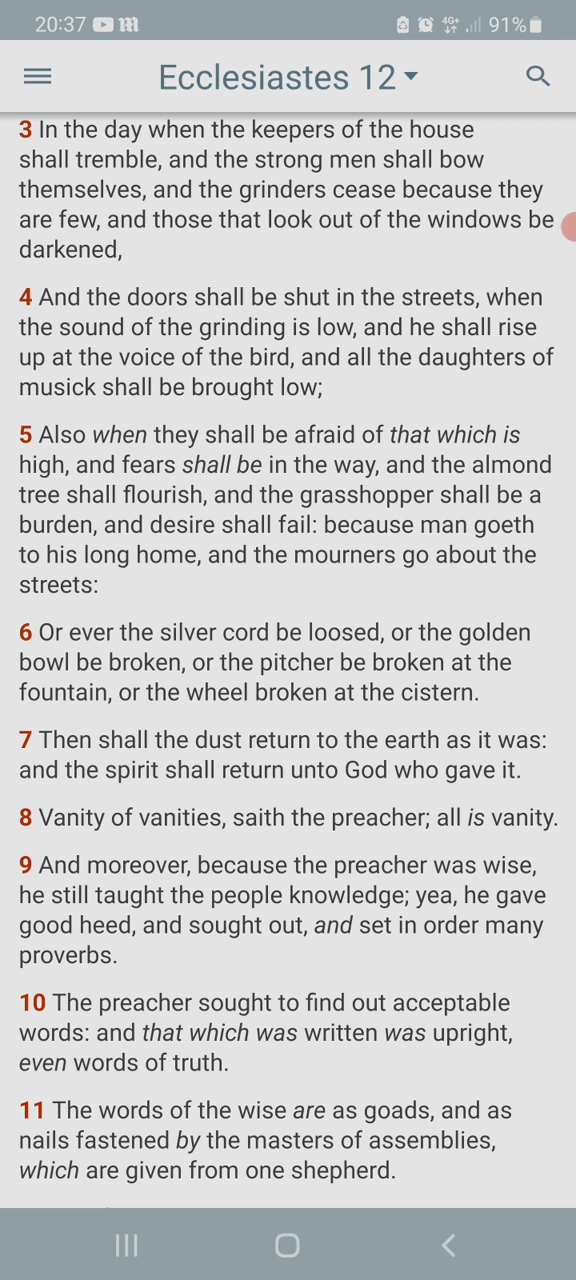 20:37
4G+
91%
Ecclesiastes 12
3 In the day when the keepers of the house
shall tremble, and the strong men shall bow
themselves, and the grinders cease because they
are few, and those that look out of the windows be
darkened,
4 And the doors shall be shut in the streets, when
the sound of the grinding is low, and he shall rise
up at the voice of the bird, and all the daughters of
musick shall be brought low;
5 Also when they shall be afraid of that which is
high, and fears shall be in the way, and the almond
tree shall flourish, and the grasshopper shall be a
burden, and desire shall fail: because man goeth
to his long home, and the mourners go about the
streets:
6 Or ever the silver cord be loosed, or the golden
bowl be broken, or the pitcher be broken at the
fountain, or the wheel broken at the cistern.
7 Then shall the dust return to the earth as it was:
and the spirit shall return unto God who gave it.
8 Vanity of vanities, saith the preacher; all is vanity.
9 And moreover, because the preacher was wise,
he still taught the people knowledge; yea, he gave
good heed, and sought out, and set in order many
proverbs.
10 The preacher sought to find out acceptable
words: and that which was written was upright,
even words of truth.
11 The words of the wise are as goads, and as
nails fastened by the masters of assemblies,
which are given from one shepherd.